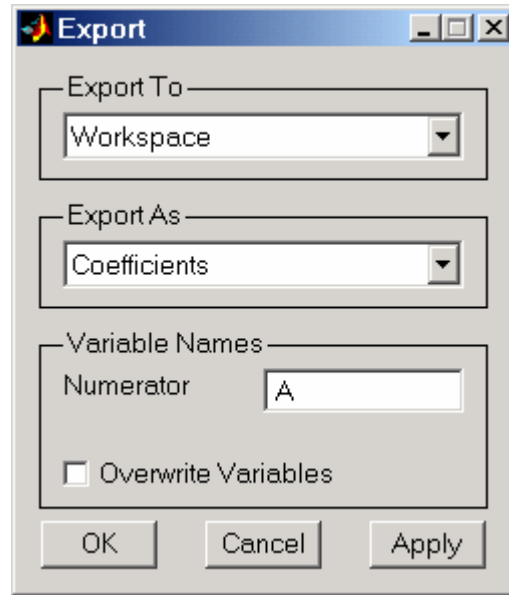 Export
Export To
Workspace
Export As
Coefficients
Variable Names
Numerator A
Overwrite Variables
OK Cancel Apply